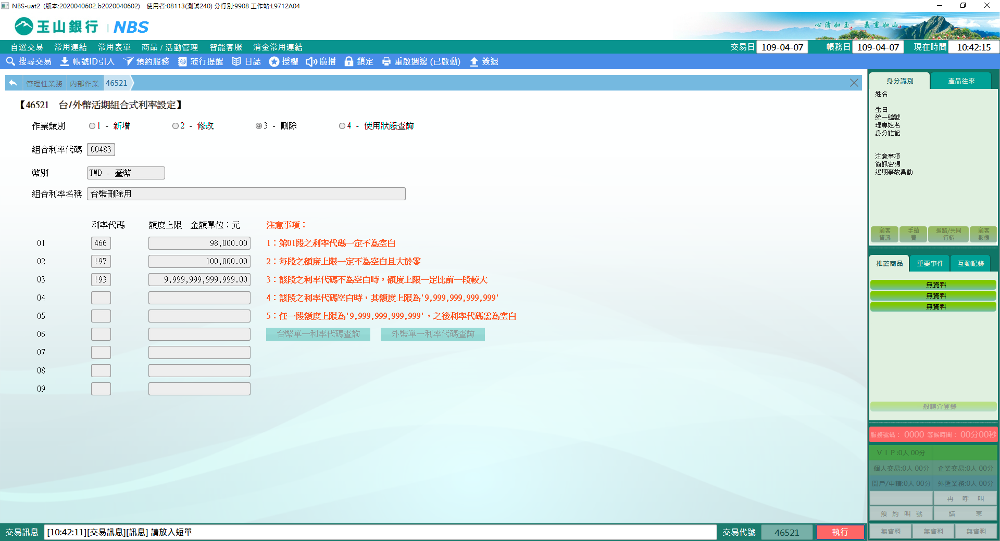 NBS-uat2 (版本:2020040602.b2020040602) 使用者:08113(測試240) 分行別:9908 工作站:L9712A04
玉山銀行 | NBS
心清如玉。 義重如山。
自選交易 常用連結 常用表單 商品 / 活動管理 智能客服 消金常用連結 交易日 109-04-07 帳務日 109-04-07 現在時間 10:42:15
搜尋交易 帳號ID引入 預約服務 蒞行提醒 日誌 授權 廣播 鎖定 重啟週邊 (已啟動) 簽退
管理性業務 內部作業 46521
【46521 台/外幣活期組合式利率設定】
作業類別 1 - 新增 2 - 修改 3 - 刪除 4 - 使用狀態查詢
組合利率代碼 00483
幣別 TWD - 臺幣
組合利率名稱 台幣刪除用
利率代碼 額度上限 金額單位：元 注意事項：
01 466 98,000.00 1：第01段之利率代碼一定不為空白
02 !97 100,000.00 2：每段之額度上限一定不為空白且大於零
03 !93 9,999,999,999,999.00 3：該段之利率代碼不為空白時，額度上限一定比前一段較大
04 4：該段之利率代碼空白時，其額度上限為'9,999,999,999,999'
05 5：任一段額度上限為'9,999,999,999,999'，之後利率代碼需為空白
06 台幣單一利率代碼查詢 外幣單一利率代碼查詢
07
08
09
身分識別 產品往來
姓名
生日
統一編號
理專姓名
身分註記
注意事項
簡訊密碼
近期事故異動
顧客資訊 手續費 通路/共同行銷 顧客影像
推薦商品 重要事件 互動記錄
無資料
無資料
無資料
一般轉介登錄
服務號碼： 0000 等候時間： 00分00秒
ＶＩＰ:0人 00分
個人交易:0人 00分 企業交易:0人 00分
開戶/申請:0人 00分 外匯業務:0人 00分
再 呼 叫
預 約 叫 號 結 束
無資料 無資料 無資料
交易訊息 [10:42:11][交易訊息][訊息] 請放入短單 交易代號 46521 執行